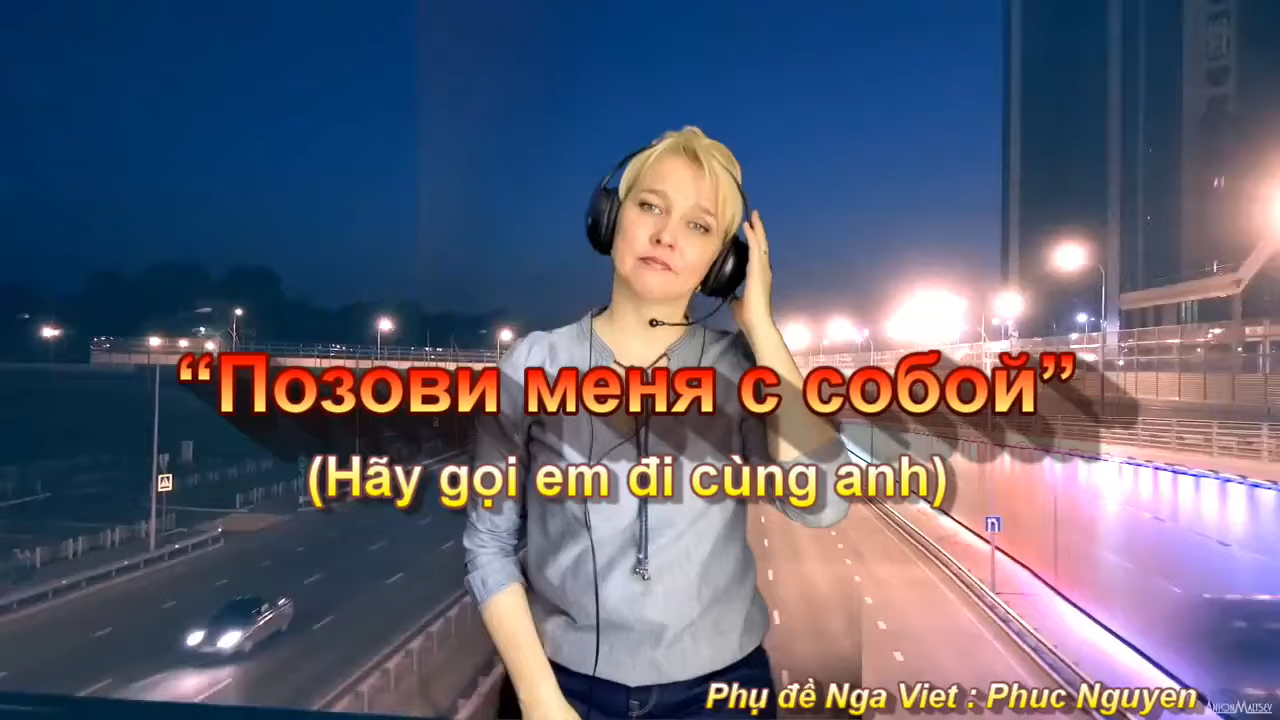 “Позови меня с собой”
(Hãy gọi em đi cùng anh)
Phụ đề Nga Viet : Phuc Nguyen
AntonMaltsev